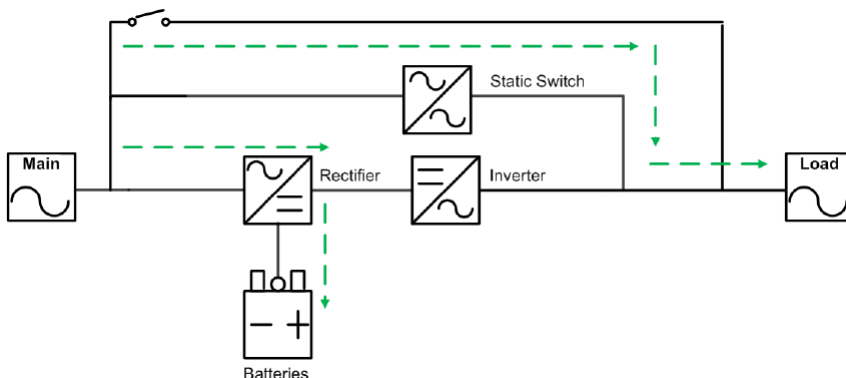 Static Switch
Main
Rectifier
Inverter
Load
Batteries